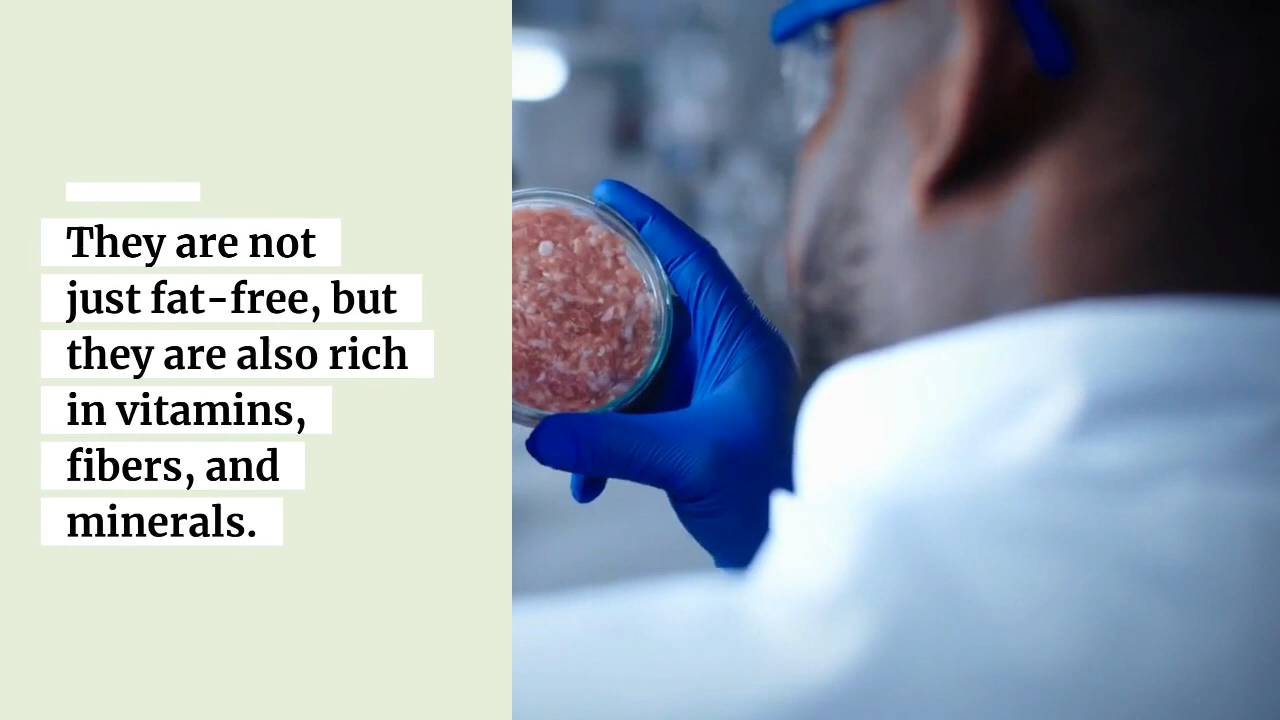 They are not
just fat-free, but
they are also rich
in vitamins,
fibers, and
minerals.